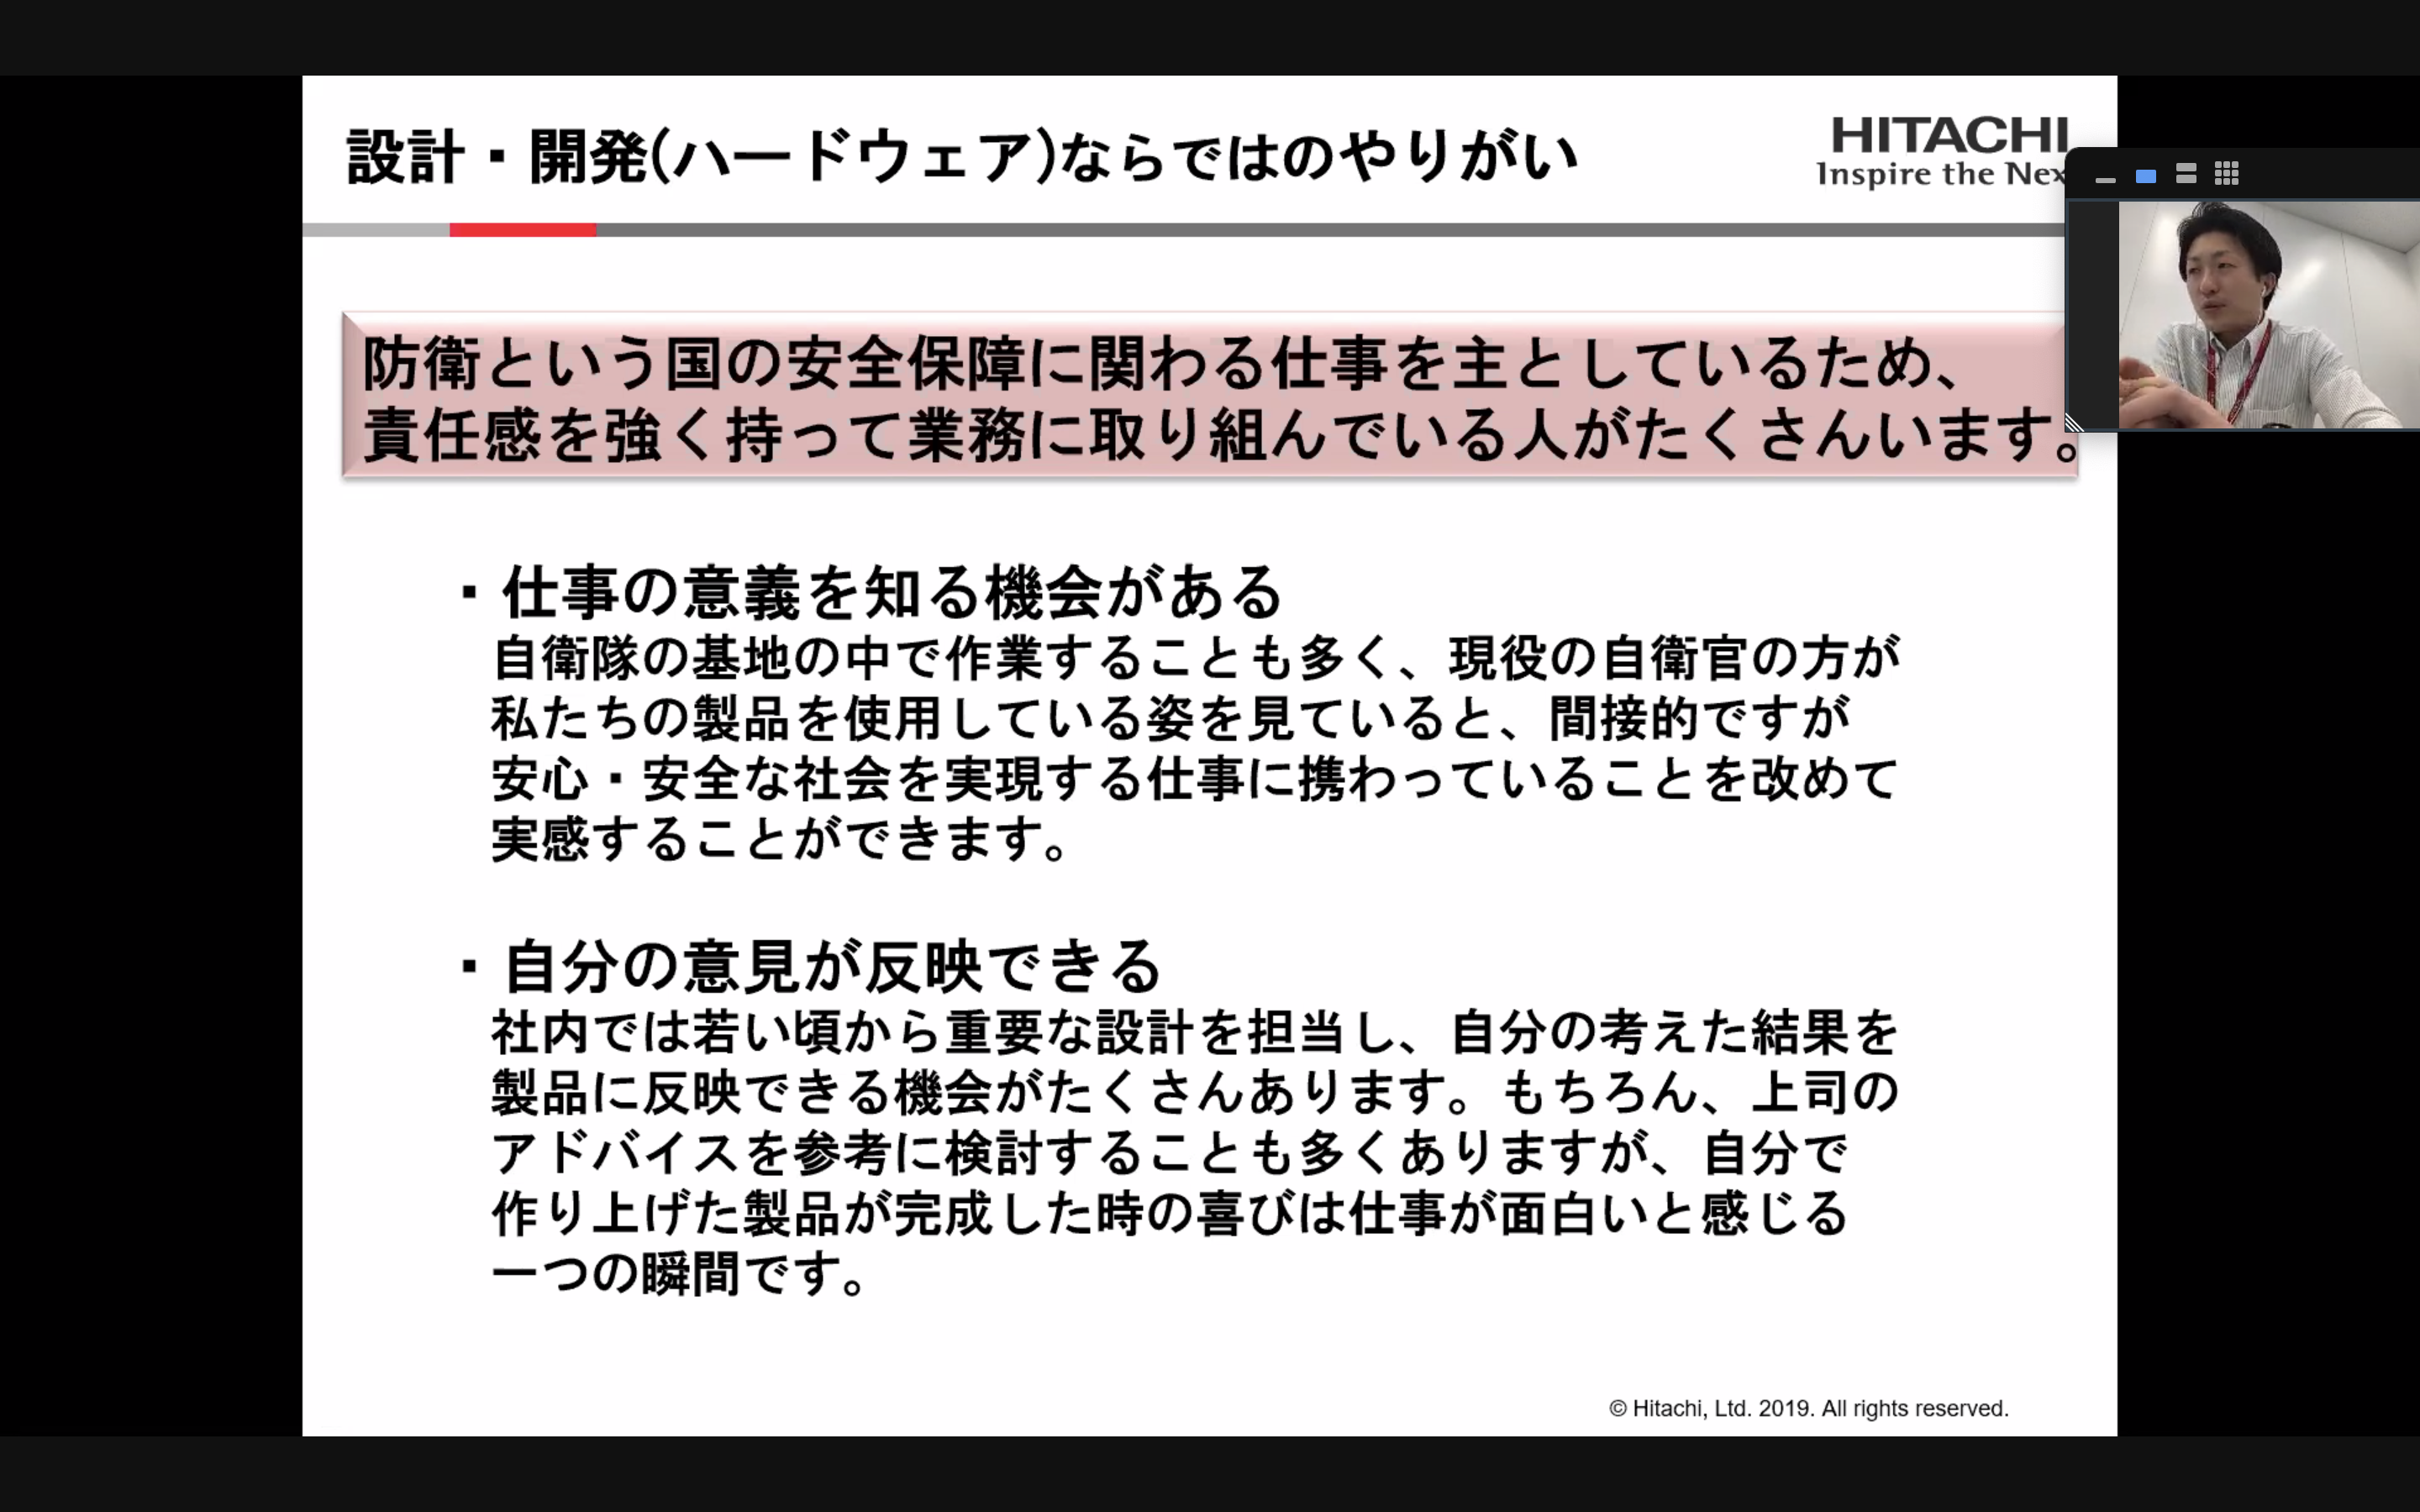 設計・開発(ハードウェア)ならではのやりがい
HITACHI
Inspire the Nex
防衛という国の安全保障に関わる仕事を主としているため、
責任感を強く持って業務に取り組んでいる人がたくさんいます。
・仕事の意義を知る機会がある
自衛隊の基地の中で作業することも多く、現役の自衛官の方が
私たちの製品を使用している姿を見ていると、間接的ですが
安心・安全な社会を実現する仕事に携わっていることを改めて
実感することができます。
・自分の意見が反映できる
社内では若い頃から重要な設計を担当し、自分の考えた結果を
製品に反映できる機会がたくさんあります。もちろん、上司の
アドバイスを参考に検討することも多くありますが、自分で
作り上げた製品が完成した時の喜びは仕事が面白いと感じる
一つの瞬間です。
© Hitachi, Ltd. 2019. All rights reserved.